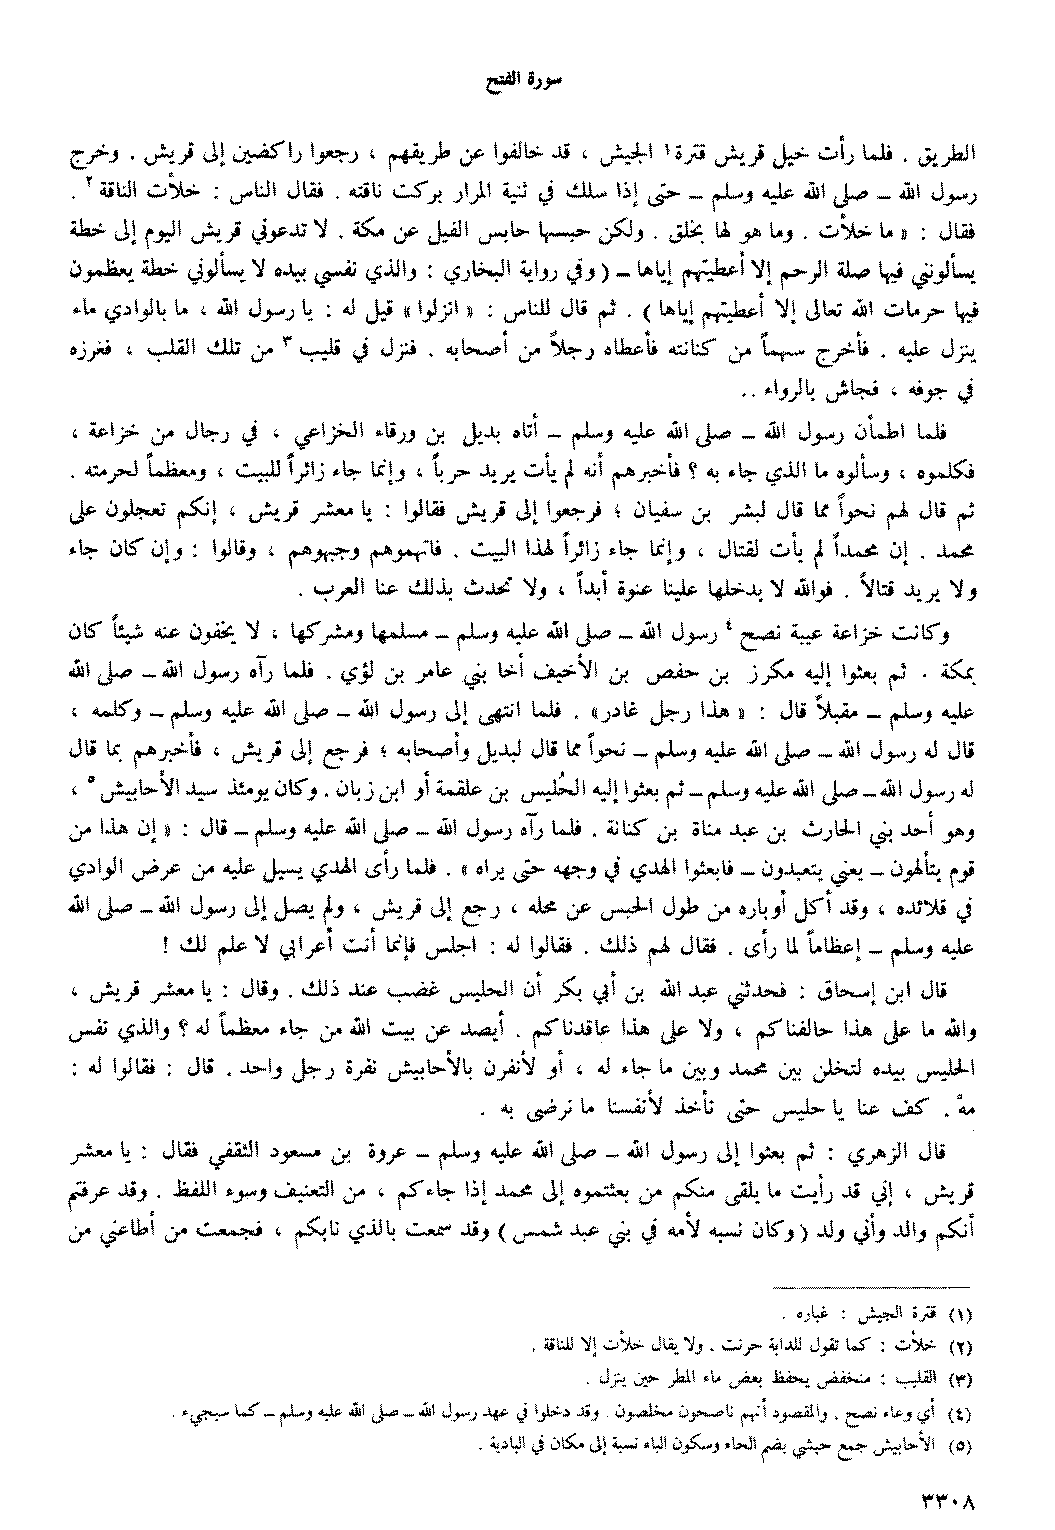 سورة الفتح
الطريق . فلما رأت خيل قريش قترة١ الجيش ، قد خالفوا عن طريقهم ، رجعوا راكضين إلى قريش . وخرج
رسول الله – صلى الله عليه وسلم – حتى إذا سلك في ثنية المرار بركت ناقته . فقال الناس : خلأت الناقة٢ .
فقال : « ما خلأت . وما هو لها بخلق . ولكن حبسها حابس الفيل عن مكة . لا تدعوني قريش اليوم إلى خطة
يسألونني فيها صلة الرحم إلا أعطيتهم إياها – ( وفي رواية البخاري : والذي نفسي بيده لا يسألوني خطة يعظمون
فيها حرمات الله تعالى إلا أعطيتهم إياها ) . ثم قال للناس : « انزلوا » قيل له : يا رسول الله ، ما بالوادي ماء
ينزل عليه . فأخرج سهماً من كنانته فأعطاه رجلاً من أصحابه . فنزل في قليب٣ من تلك القلب ، فغرزه
في جوفه ، فجاش بالرواء ..
فلما اطمأن رسول الله – صلى الله عليه وسلم – أتاه بديل بن ورقاء الخزاعي ، في رجال من خزاعة ،
فكلموه ، وسألوه ما الذي جاء به ؟ فأخبرهم أنه لم يأت يريد حرباً ، وإنما جاء زائراً للبيت ، ومعظماً لحرمته .
ثم قال لهم نحواً مما قال لبشر بن سفيان ؛ فرجعوا إلى قريش فقالوا : يا معشر قريش ، إنكم تعجلون على
محمد . إن محمداً لم يأت لقتال ، وإنما جاء زائراً لهذا البيت . فاتهموهم وجبهوهم ، وقالوا : وإن كان جاء
ولا يريد قتالاً . فوالله لا يدخلها علينا عنوة أبداً ، ولا تحدث بذلك عنا العرب .
وكانت خزاعة عيبة نصح٤ رسول الله – صلى الله عليه وسلم – مسلمها ومشركها ، لا يخفون عنه شيئاً كان
بمكة . ثم بعثوا إليه مكرز بن حفص بن الأخيف أخا بني عامر بن لؤي . فلما رآه رسول الله – صلى الله
عليه وسلم – مقبلاً قال : « هذا رجل غادر» . فلما انتهى إلى رسول الله – صلى الله عليه وسلم – وكلمه ،
قال له رسول الله – صلى الله عليه وسلم – نحواً مما قال لبديل وأصحابه ؛ فرجع إلى قريش ، فأخبرهم بما قال
له رسول الله – صلى الله عليه وسلم – ثم بعثوا إليه الحُليس بن علقمة أو ابن زبان . وكان يومئذ سيد الأحابيش٥ ،
وهو أحد بني الحارث بن عبد مناة بن كنانة . فلما رآه رسول الله – صلى الله عليه وسلم – قال : « إن هذا من
قوم يتألهون – يعني يتعبدون – فابعثوا الهدي في وجهه حتى يراه » . فلما رأى الهدي يسيل عليه من عرض الوادي
في قلائده ، وقد أكل أوباره من طول الحبس عن محله ، رجع إلى قريش ، ولم يصل إلى رسول الله – صلى الله
عليه وسلم – إعظاماً لما رأى . فقال لهم ذلك . فقالوا له : اجلس فإنما أنت أعرابي لا علم لك !
قال ابن إسحاق : فحدثني عبد الله بن أبي بكر أن الحليس غضب عند ذلك . وقال : يا معشر قريش ،
والله ما على هذا حالفناكم ، ولا على هذا عاقدناكم . أيصد عن بيت الله من جاء معظماً له ؟ والذي نفس
الحليس بيده لتخلن بين محمد وبين ما جاء له ، أو لأنفرن بالأحابيش نفرة رجل واحد . قال : فقالوا له :
مهْ . كف عنا يا حليس حتى نأخذ لأنفسنا ما نرضى به .
قال الزهري : ثم بعثوا إلى رسول الله – صلى الله عليه وسلم – عروة بن مسعود الثقفي فقال : يا معشر
قريش ، إني قد رأيت ما يلقى منكم من بعثتموه إلى محمد إذا جاءكم ، من التعنيف وسوء اللفظ . وقد عرفتم
أنكم والد وأني ولد ( وكان نسبه لأمه في بني عبد شمس ) وقد سمعت بالذي نابكم ، فجمعت من أطاعني من
(١) قترة الجيش : غباره .
(٢) خلأت : كما تقول للدابة حرنت . ولا يقال خلأت إلا للناقة .
(٣) القليب : منخفض يحفظ بعض ماء المطر حين ينزل .
(٤) أي وعاء نصح . والمقصود أنهم ناصحون مخلصون . وقد دخلوا في عهد رسول الله – صلى الله عليه وسلم – كما سيجيء .
(٥) الأحابيش جمع حبشي بضم الحاء وسكون الباء نسبة إلى مكان في البادية .
٣٣٠٨